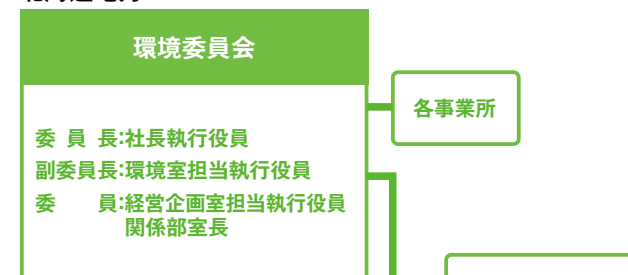 環境委員会
各事業所
委 員 長:社長執行役員
副委員長:環境室担当執行役員
委 員:経営企画室担当執行役員
関係部室長